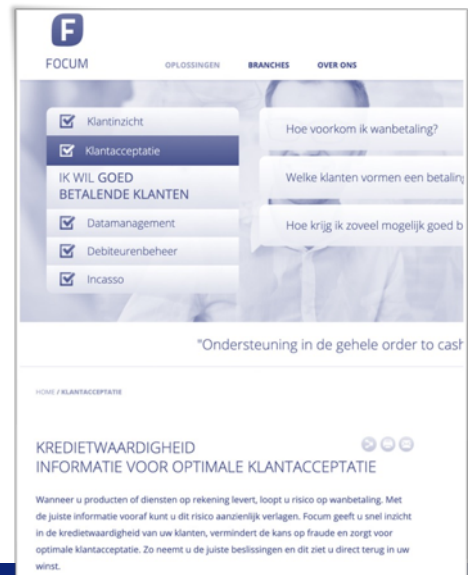 F
FOCUM
OPLOSSINGEN BRANCHES OVER ONS
Klantinzicht
Klantacceptatie
IK WIL GOED
BETALENDE KLANTEN
Datamanagement
Debiteurenbeheer
Incasso
Hoe voorkom ik wanbetaling?
Welke klanten vormen een betaling
Hoe krijg ik zoveel mogelijk goed b
"Ondersteuning in de gehele order to cash
HOME / KLANTACCEPTATIE
KREDIETWAARDIGHEID
INFORMATIE VOOR OPTIMALE KLANTACCEPTATIE
Wanneer u producten of diensten op rekening levert, loopt u risico op wanbetaling. Met
de juiste informatie vooraf kunt u dit risico aanzienlijk verlagen. Focum geeft u snel inzicht
in de kredietwaardigheid van uw klanten, vermindert de kans op fraude en zorgt voor
optimale klantacceptatie. Zo neemt u de juiste beslissingen en dit ziet u direct terug in uw
winst.